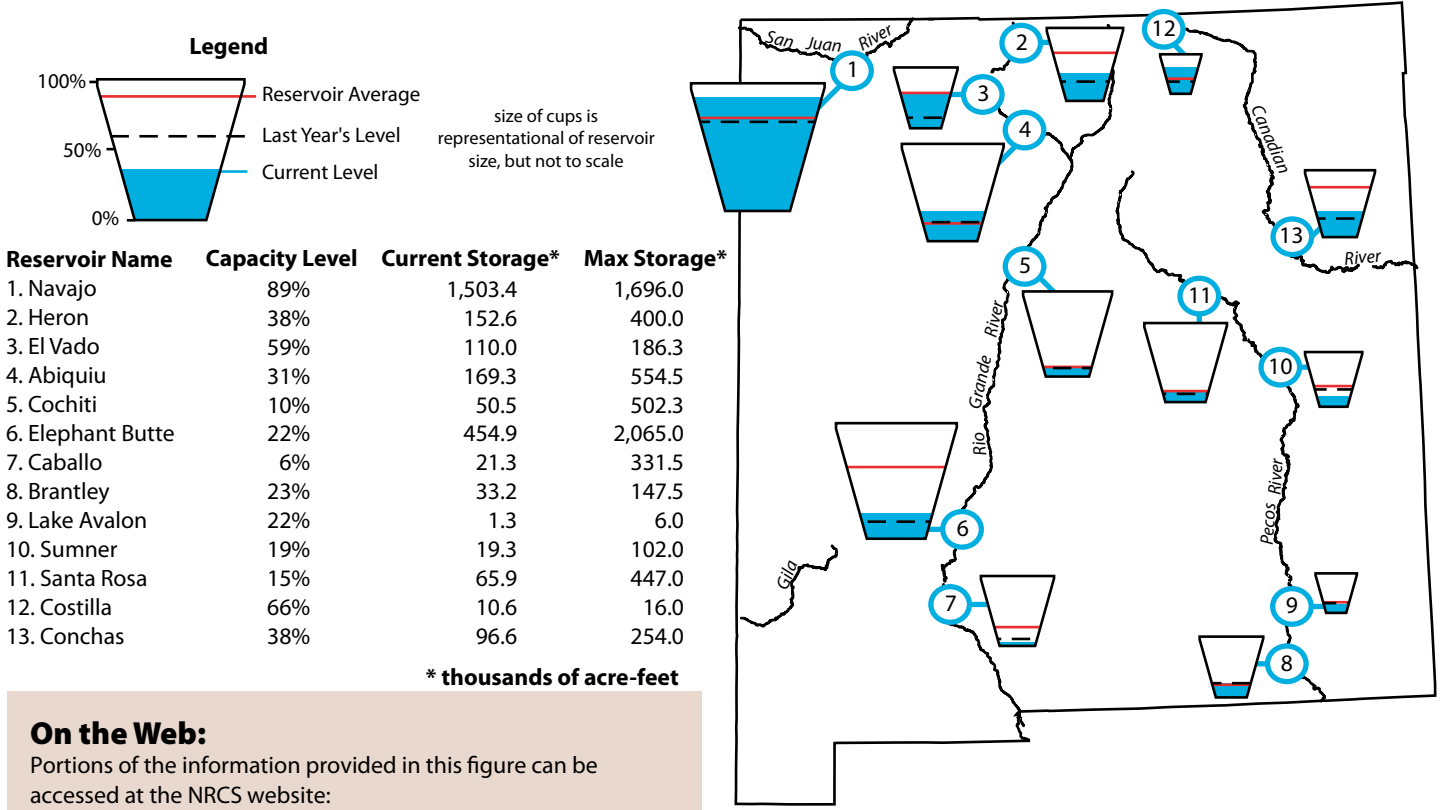 Legend
100%
50%
0%
Reservoir Average
Last Year's Level
Current Level
size of cups is
representational of reservoir
size, but not to scale
Reservoir Name Capacity Level Current Storage* Max Storage*
1. Navajo 89% 1,503.4 1,696.0
2. Heron 38% 152.6 400.0
3. El Vado 59% 110.0 186.3
4. Abiquiu 31% 169.3 554.5
5. Cochiti 10% 50.5 502.3
6. Elephant Butte 22% 454.9 2,065.0
7. Caballo 6% 21.3 331.5
8. Brantley 23% 33.2 147.5
9. Lake Avalon 22% 1.3 6.0
10. Sumner 19% 19.3 102.0
11. Santa Rosa 15% 65.9 447.0
12. Costilla 66% 10.6 16.0
13. Conchas 38% 96.6 254.0
* thousands of acre-feet
On the Web:
Portions of the information provided in this figure can be
accessed at the NRCS website:
San Juan River
1
2
3
4
12
Canadian
13
River
5
11
Rio Grande River
10
Pecos River
6
Gila
7
9
8